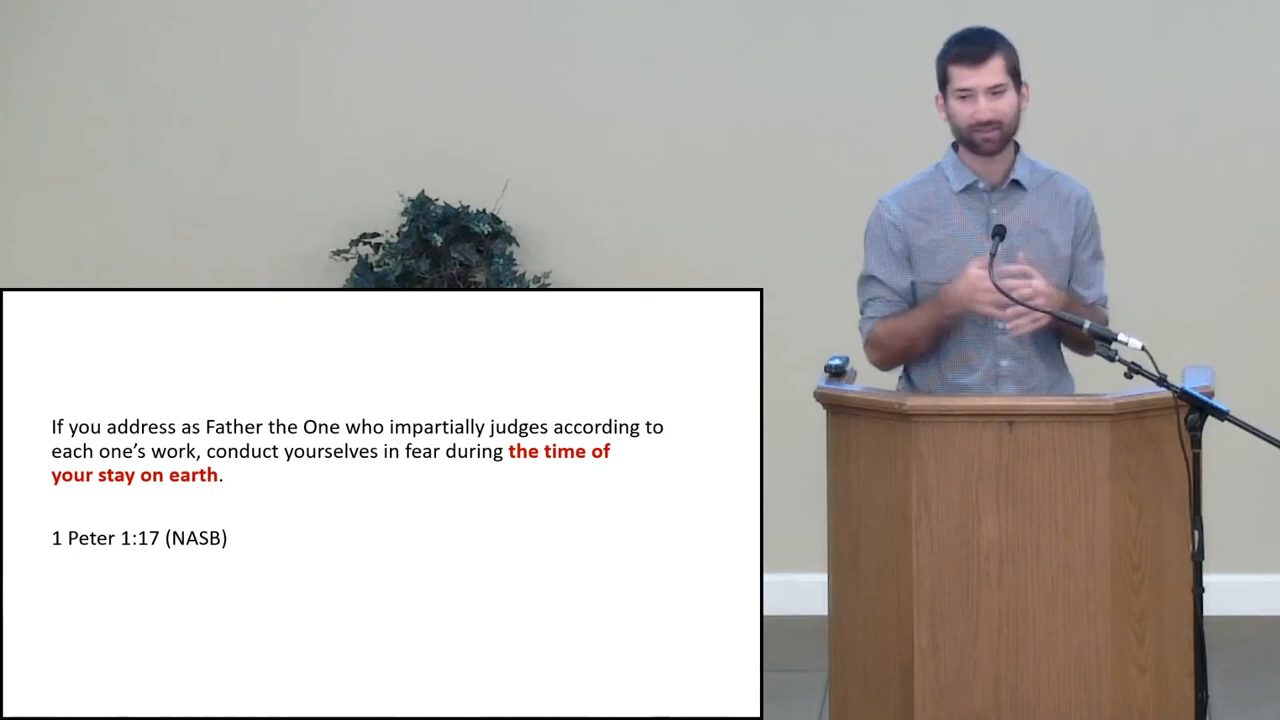 If you address as Father the One who impartially judges according to
each one’s work, conduct yourselves in fear during the time of
your stay on earth.
1 Peter 1:17 (NASB)